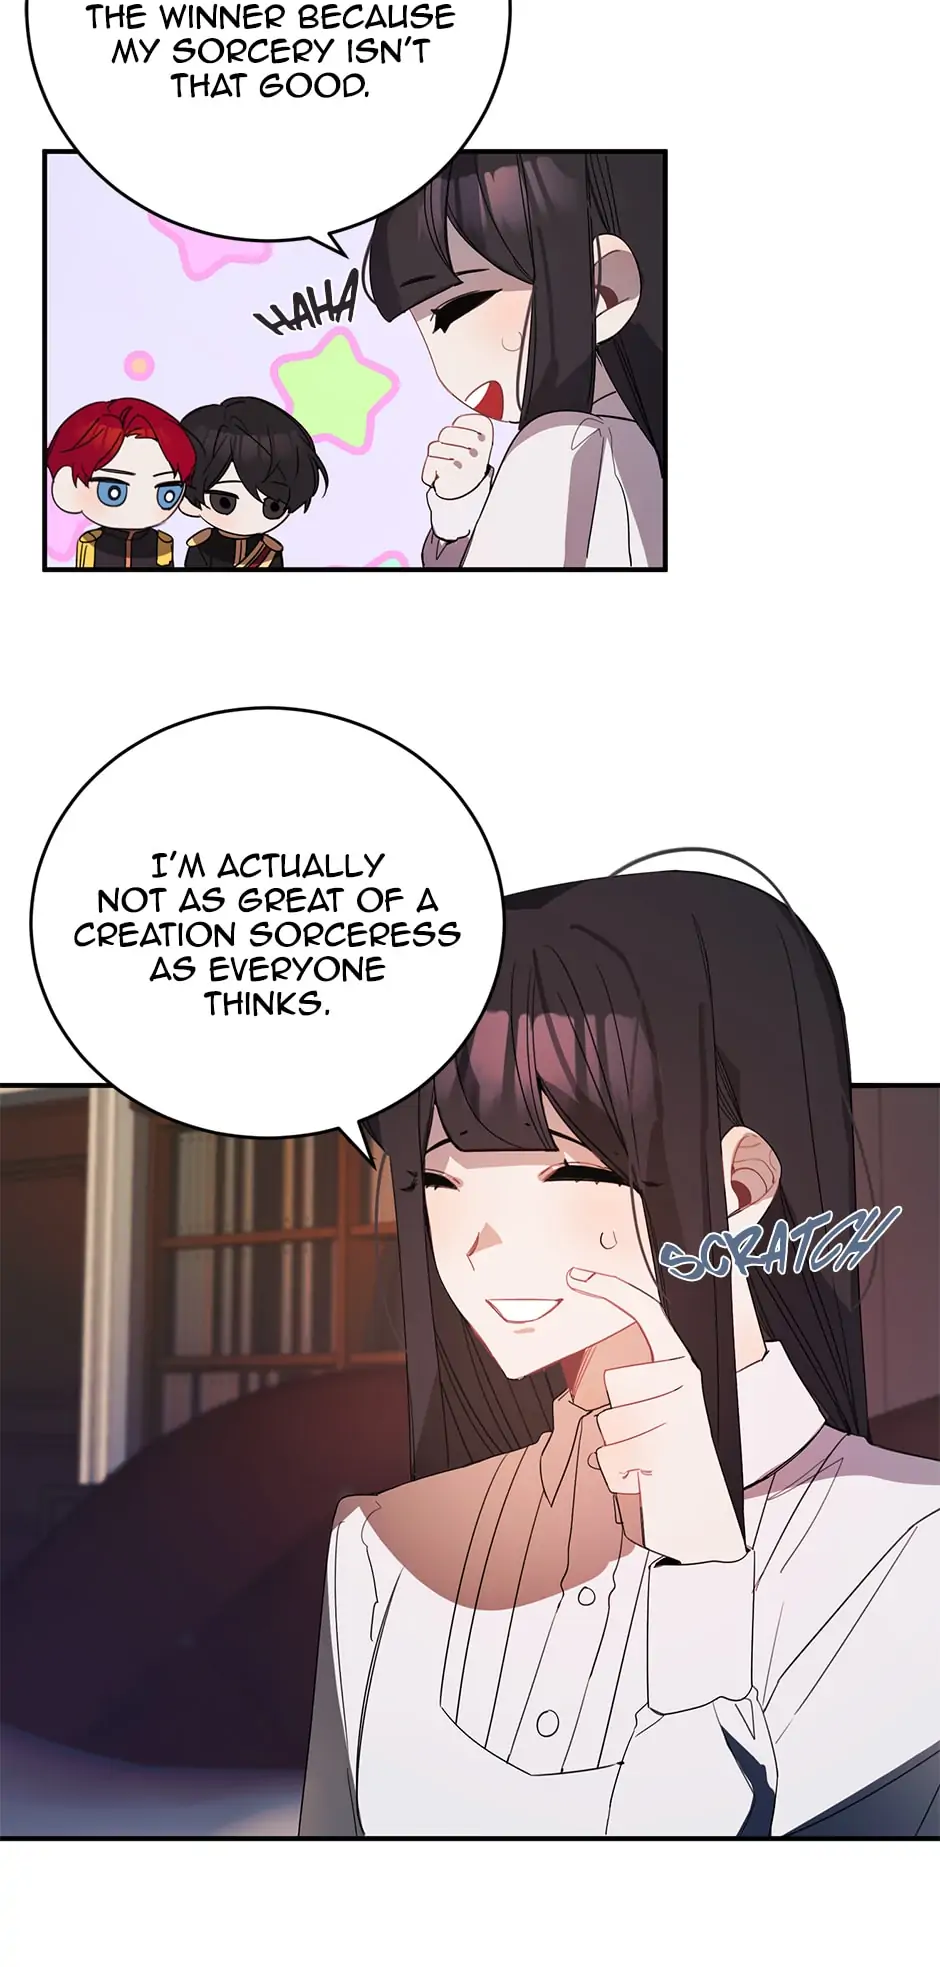 THE WINNER BECAUSE
MY SORCERY ISN'T
THAT GOOD.
HAHA
I'M ACTUALLY
NOT AS GREAT OF A
CREATION SORCERESS
AS EVERYONE
THINKS.
SCRATCH